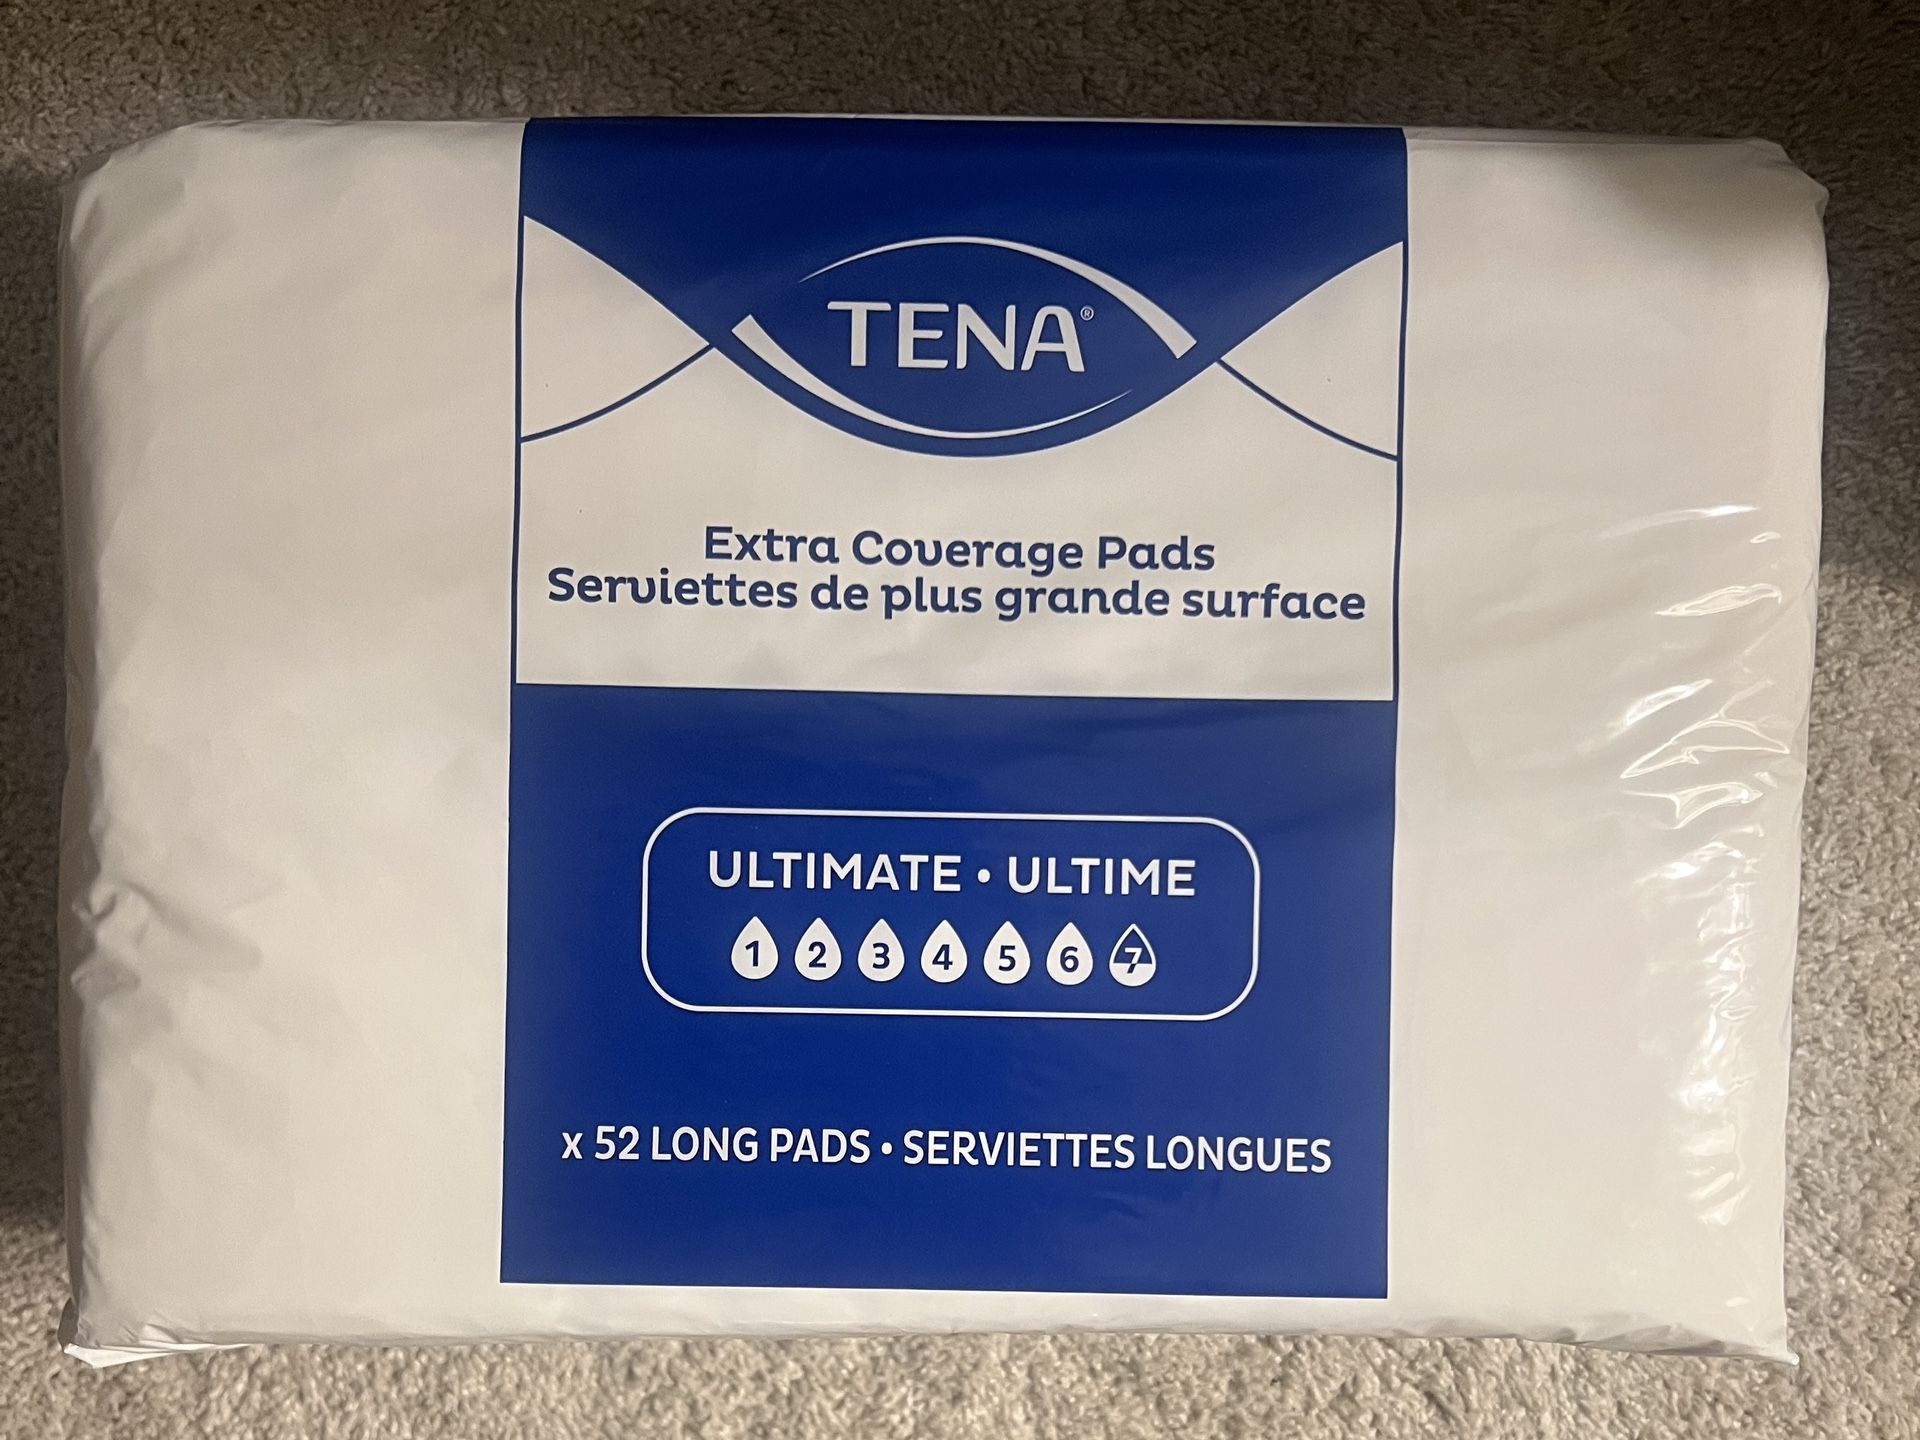 TENA®
Extra Coverage Pads
Serviettes de plus grande surface
ULTIMATE • ULTIME
1 2 3 4 5 6 7
x 52 LONG PADS • SERVIETTES LONGUES